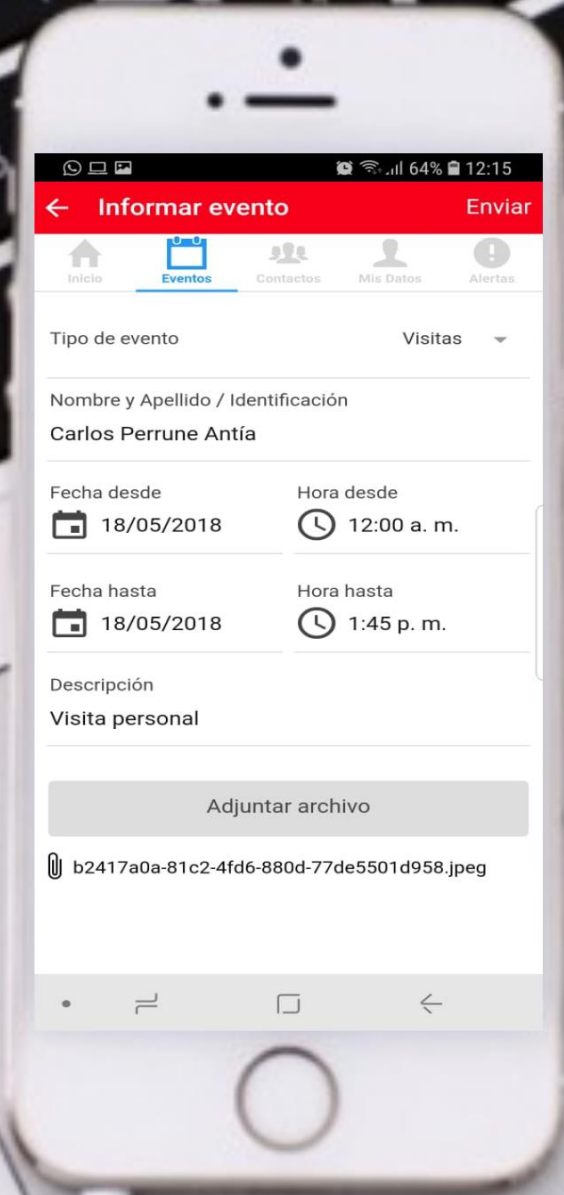 64% 12:15
Informar evento Enviar
Inicio Eventos Contactos Mis Datos Alertas
Tipo de evento Visitas
Nombre y Apellido / Identificación
Carlos Perrune Antía
Fecha desde Hora desde
18/05/2018 12:00 a. m.
Fecha hasta Hora hasta
18/05/2018 1:45 p. m.
Descripción
Visita personal
Adjuntar archivo
b2417a0a-81c2-4fd6-880d-77de5501d958.jpeg